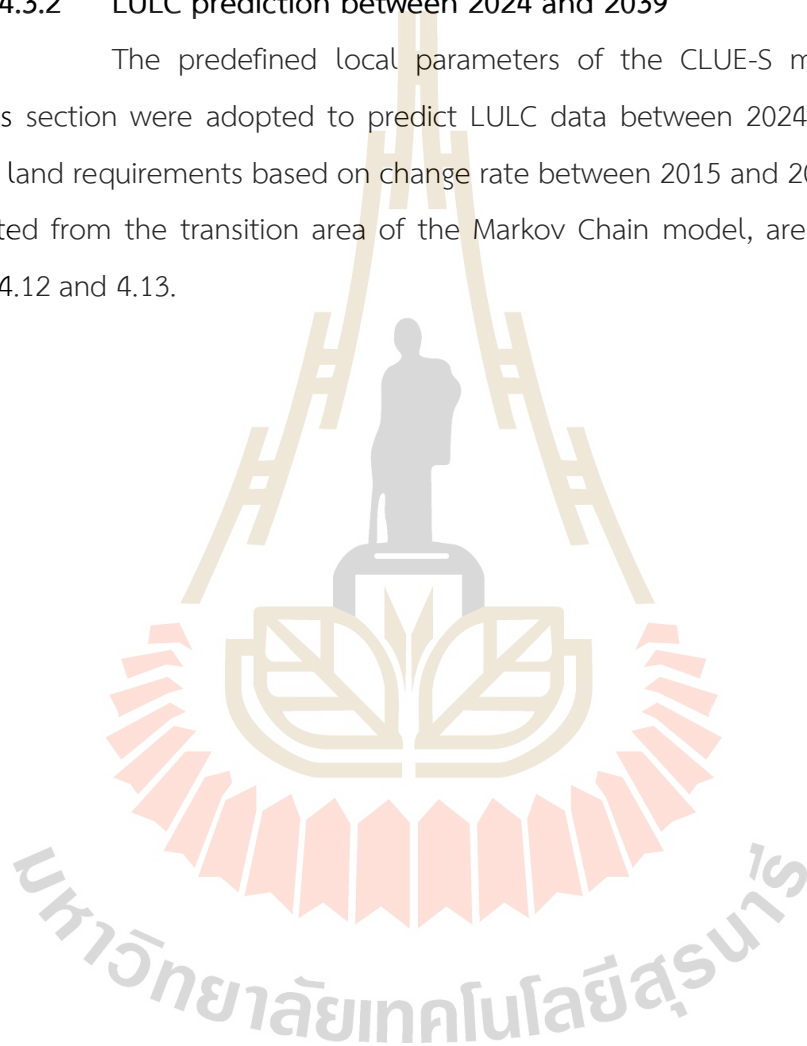 4.3.2 LULC prediction between 2024 and 2039
The predefined local parameters of the CLUE-S m
s section were adopted to predict LULC data between 2024
land requirements based on change rate between 2015 and 20
ted from the transition area of the Markov Chain model, are
4.12 and 4.13.
มหาวิทยาลัยเทคโนโลยีสุรนารี